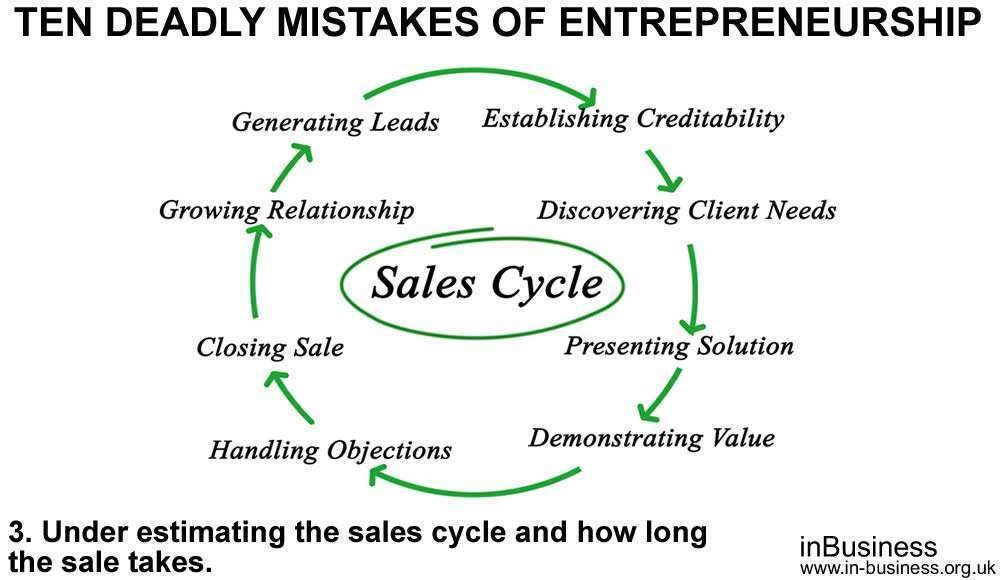 TEN DEADLY MISTAKES OF ENTREPRENEURSHIP
Generating Leads
Establishing Creditability
Discovering Client Needs
Presenting Solution
Demonstrating Value
Handling Objections
Closing Sale
Growing Relationship
Sales Cycle
3. Under estimating the sales cycle and how long
the sale takes.
inBusiness
www.in-business.org.uk